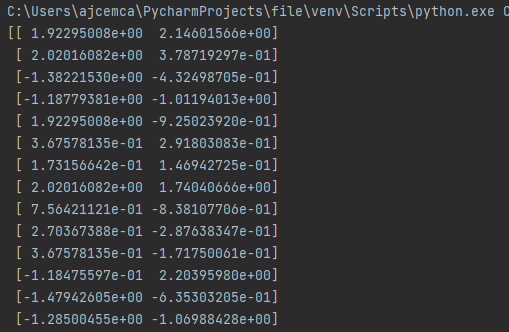 C:\Users\ajcemca\PycharmProjects\file\venv\Scripts\python.exe C
[[ 1.92295008e+00  2.14601566e+00]
 [ 2.02016082e+00  3.78719297e-01]
 [-1.38221530e+00 -4.32498705e-01]
 [-1.18779381e+00 -1.01194013e+00]
 [ 1.92295008e+00 -9.25023920e-01]
 [ 3.67578135e-01  2.91803083e-01]
 [ 1.73156642e-01  1.46942725e-01]
 [ 2.02016082e+00  1.74040666e+00]
 [ 7.56421121e-01 -8.38107706e-01]
 [ 2.70367388e-01 -2.87638347e-01]
 [ 3.67578135e-01 -1.71750061e-01]
 [-1.18475597e-01  2.20395980e+00]
 [-1.47942605e+00 -6.35303205e-01]
 [-1.28500455e+00 -1.06988428e+00]